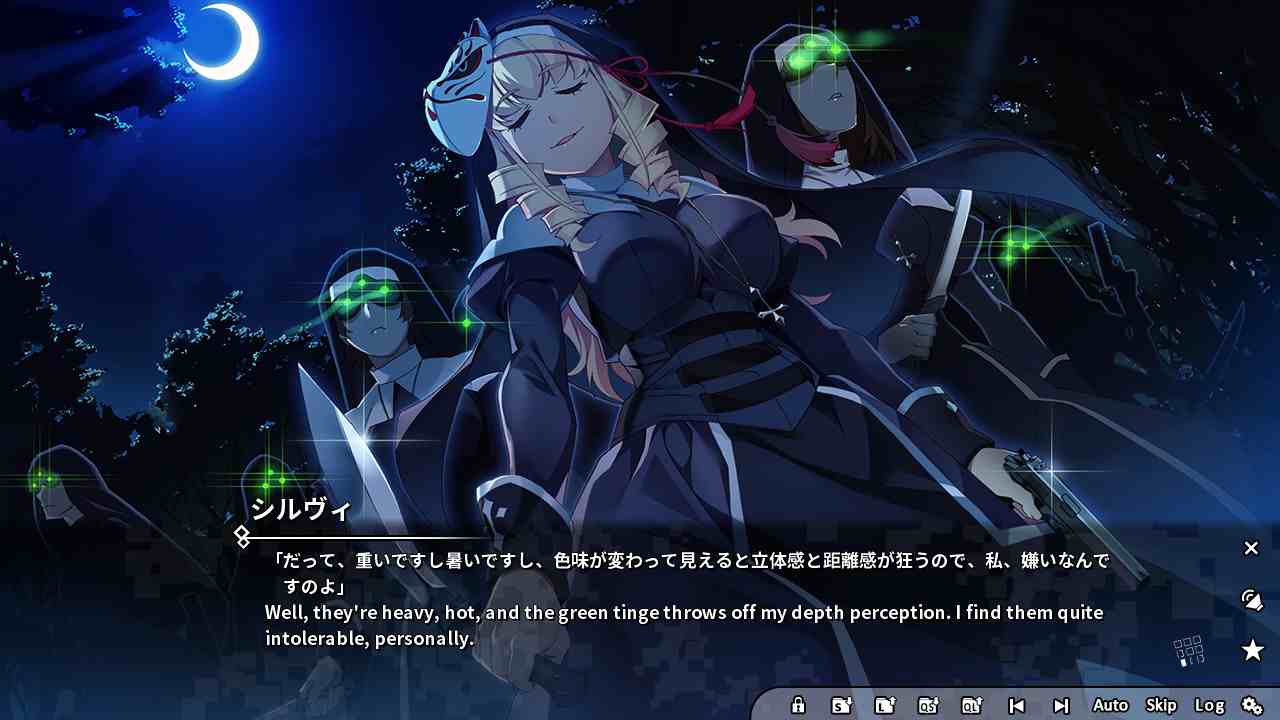 シルヴィ
「だって、重いですし暑いですし、色味が変わって見えると立体感と距離感が狂うので、私、嫌いなんで
すのよ」
Well, they're heavy, hot, and the green tinge throws off my depth perception. I find them quite
intolerable, personally.
S L QS QL Auto Skip Log